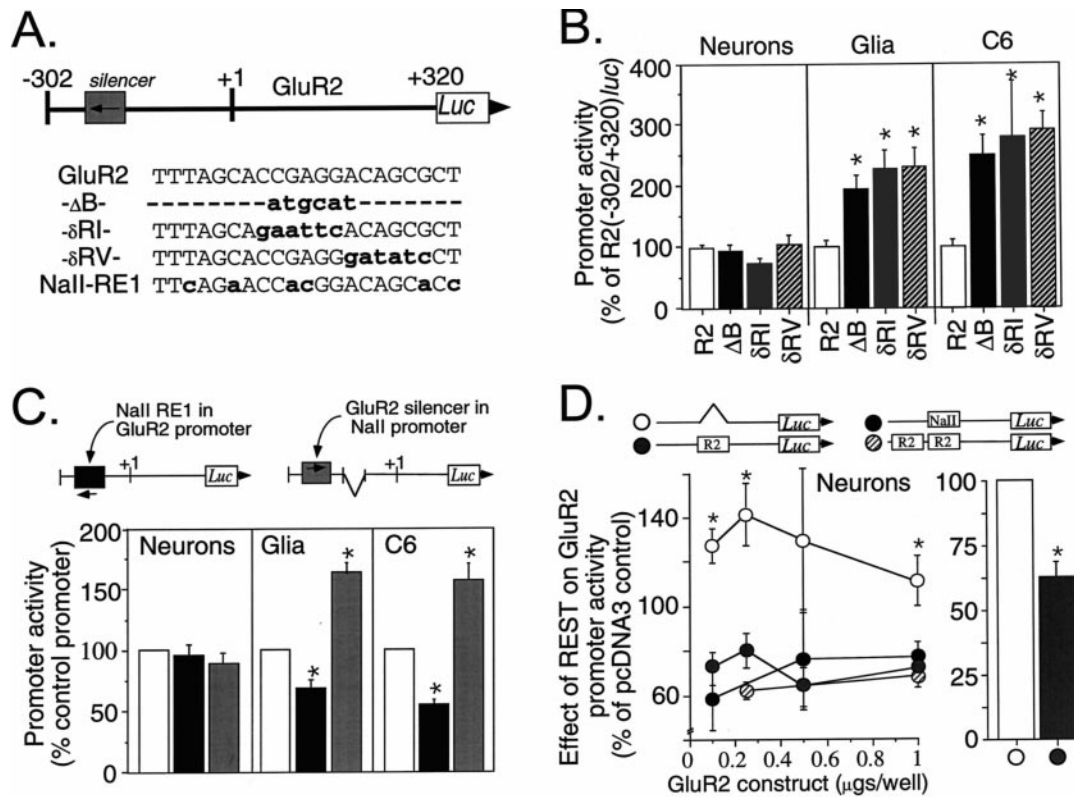 A.
-302 silencer +1 GluR2 +320 Luc
GluR2 TTTAGCACCGAGGACAGCGCT
-ΔB- --------atgcat-------
-δRI- TTTAGCAgaattcACAGCGCT
-δRV- TTTAGCACCGAGGgatatcCT
NaII-RE1 TTcAGaACCacGGACAGCaCc
B.
Neurons Glia C6
Promoter activity
(% of R2(-302/+320)/luc)
400
300
200
100
0
* * * * * *
R2 ΔB δRI δRV R2 ΔB δRI δRV R2 ΔB δRI δRV
C.
NaII RE1 in
GluR2 promoter
GluR2 silencer in
NaII promoter
+1 Luc +1 Luc
Promoter activity
(% control promoter)
200
150
100
50
0
Neurons Glia C6
* * * *
D.
Luc NaII Luc
R2 Luc R2 R2 Luc
Effect of REST on GluR2
promoter activity
(% of pcDNA3 control)
Neurons
140
100
60
* * *
0 0.2 0.4 0.6 0.8 1
GluR2 construct (μgs/well)
100
75
50
25
0
*